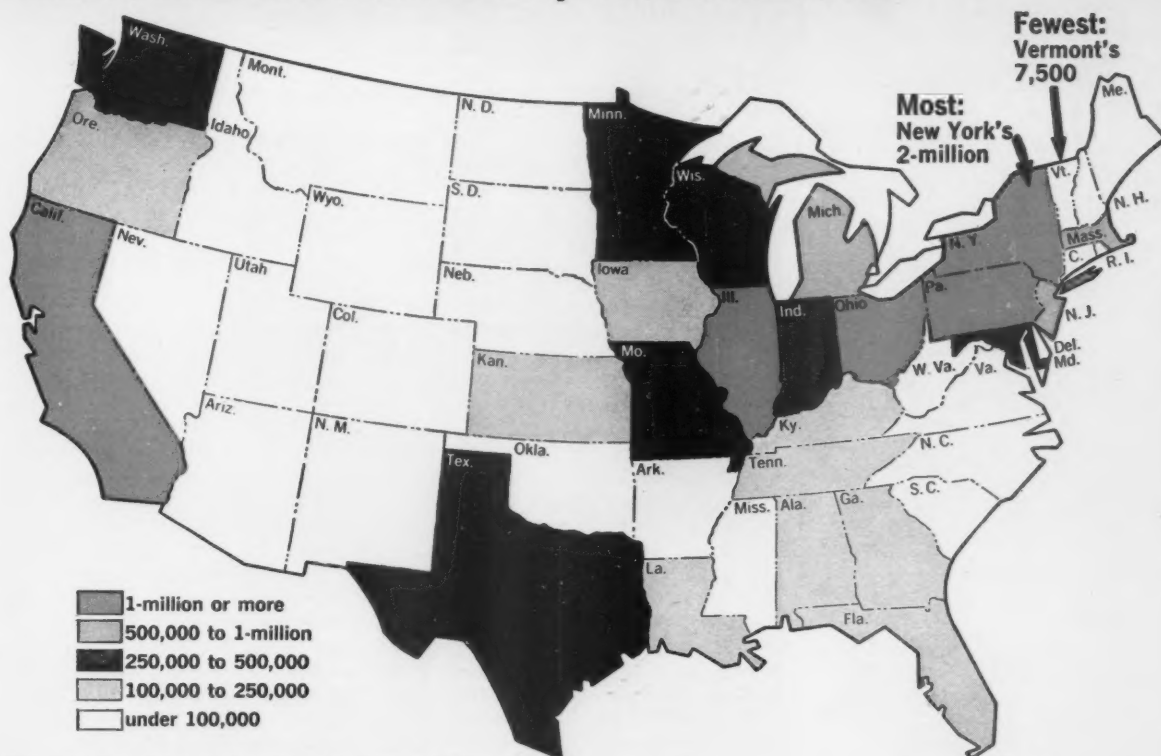 Fewest:
Vermont's
7,500
Most:
New York's
2-million
Wash.
Mont.
N. D.
Minn.
Me.
Ore.
Idaho
Vt.
Wyo.
S. D.
Wis.
Mich.
N. H.
Calif.
Nev.
N. Y.
Mass.
Utah
Neb.
Iowa
C.
R. I.
Ill.
Ind.
Ohio
Pa.
N. J.
Col.
Kan.
Mo.
W. Va.
Va.
Del.
Md.
Ariz.
N. M.
Okla.
Ky.
N. C.
Tex.
Ark.
Tenn.
S. C.
Miss.
Ala.
Ga.
La.
Fla.
1-million or more
500,000 to 1-million
250,000 to 500,000
100,000 to 250,000
under 100,000